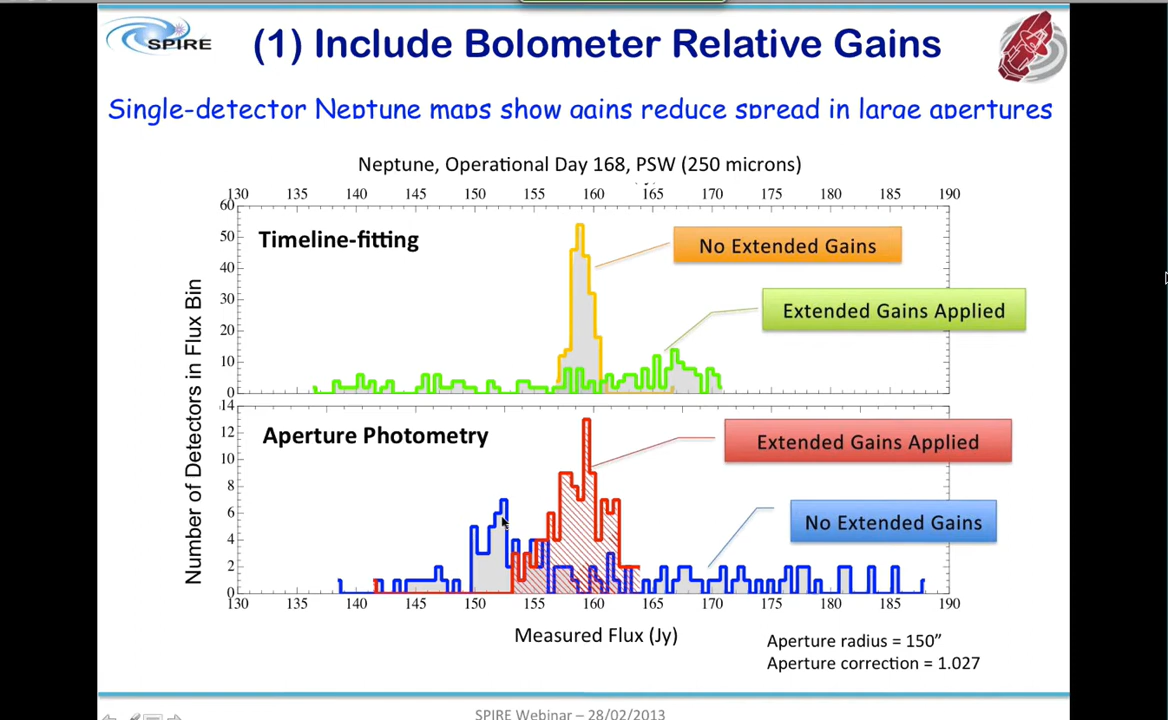 SPIRE
(1) Include Bolometer Relative Gains
Single-detector Neptune maps show gains reduce spread in large apertures
Neptune, Operational Day 168, PSW (250 microns)
130 135 140 145 150 155 160 165 170 175 180 185 190
60
50
40
30
20
10
0
Timeline-fitting
No Extended Gains
Extended Gains Applied
Number of Detectors in Flux Bin
14
12
10
8
6
4
2
0
Aperture Photometry
Extended Gains Applied
No Extended Gains
130 135 140 145 150 155 160 165 170 175 180 185 190
Measured Flux (Jy)
Aperture radius = 150”
Aperture correction = 1.027
SPIRE Webinar – 28/02/2013